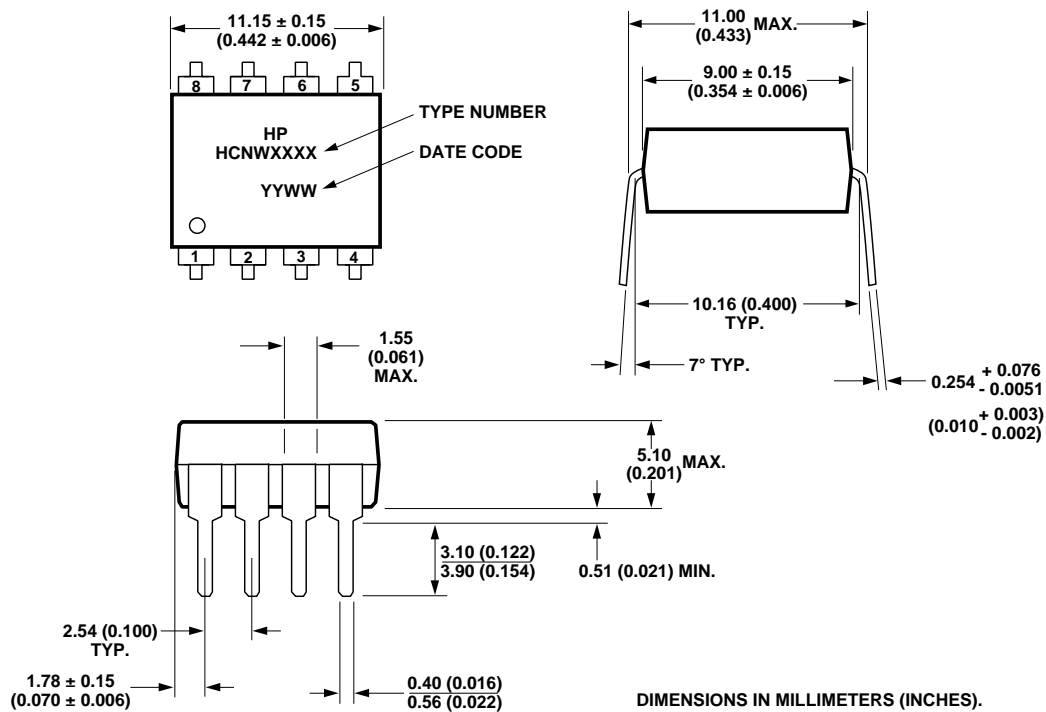 11.15 ± 0.15
(0.442 ± 0.006)
8 7 6 5
HP
HCNWXXXX
YYWW
TYPE NUMBER
DATE CODE
1 2 3 4
11.00
(0.433) MAX.
9.00 ± 0.15
(0.354 ± 0.006)
10.16 (0.400)
TYP.
7° TYP.
0.254 + 0.076
- 0.0051
(0.010 + 0.003)
- 0.002)
1.55
(0.061)
MAX.
5.10
(0.201) MAX.
3.10 (0.122)
3.90 (0.154)
0.51 (0.021) MIN.
2.54 (0.100)
TYP.
1.78 ± 0.15
(0.070 ± 0.006)
0.40 (0.016)
0.56 (0.022)
DIMENSIONS IN MILLIMETERS (INCHES).